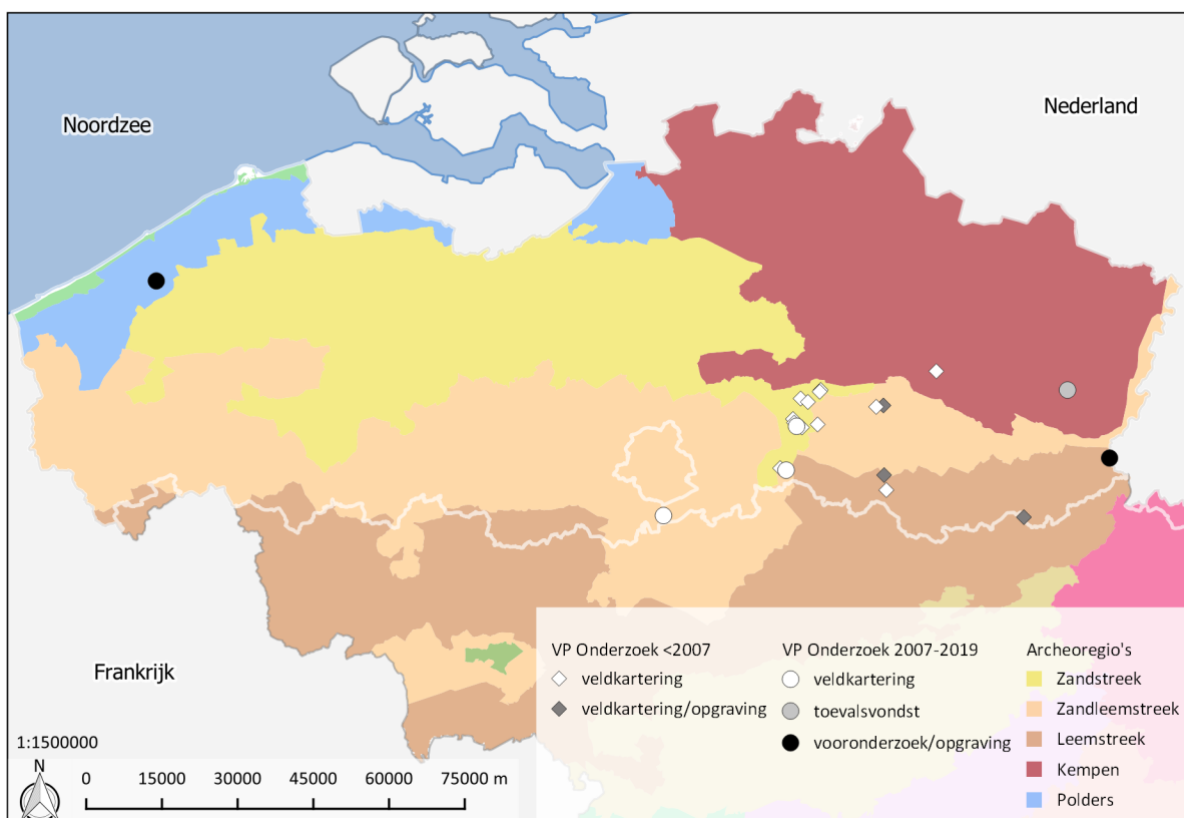 Noordzee
Nederland
Frankrijk
1:1500000
N
0 15000 30000 45000 60000 75000 m
VP Onderzoek <2007
veldkartering
veldkartering/opgraving
VP Onderzoek 2007-2019
veldkartering
toevalsvondst
vooronderzoek/opgraving
Archeoregio's
Zandstreek
Zandleemstreek
Leemstreek
Kempen
Polders